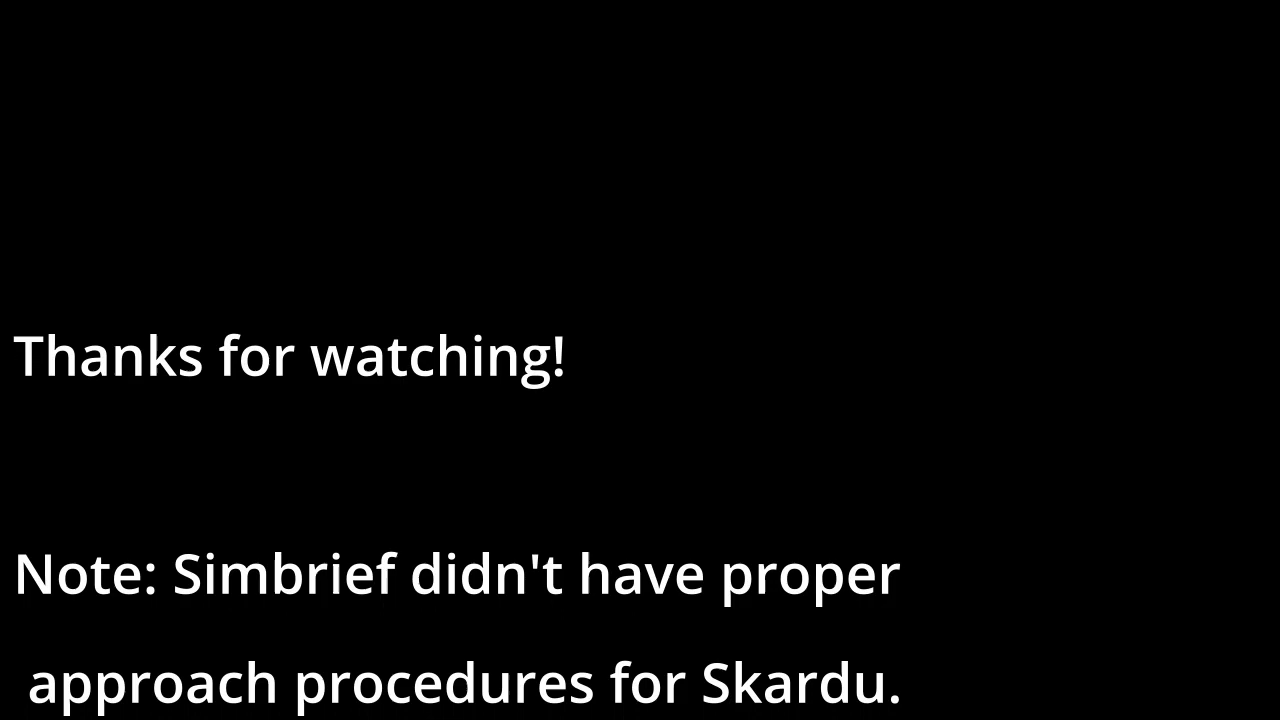 Thanks for watching!
Note: Simbrief didn't have proper
approach procedures for Skardu.